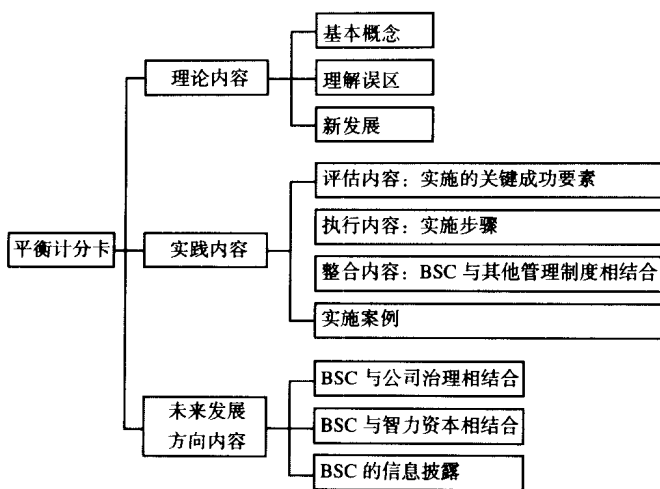 平衡计分卡
理论内容
基本概念
理解误区
新发展
实践内容
评估内容：实施的关键成功要素
执行内容：实施步骤
整合内容：BSC与其他管理制度相结合
实施案例
未来发展
方向内容
BSC与公司治理相结合
BSC与智力资本相结合
BSC的信息披露